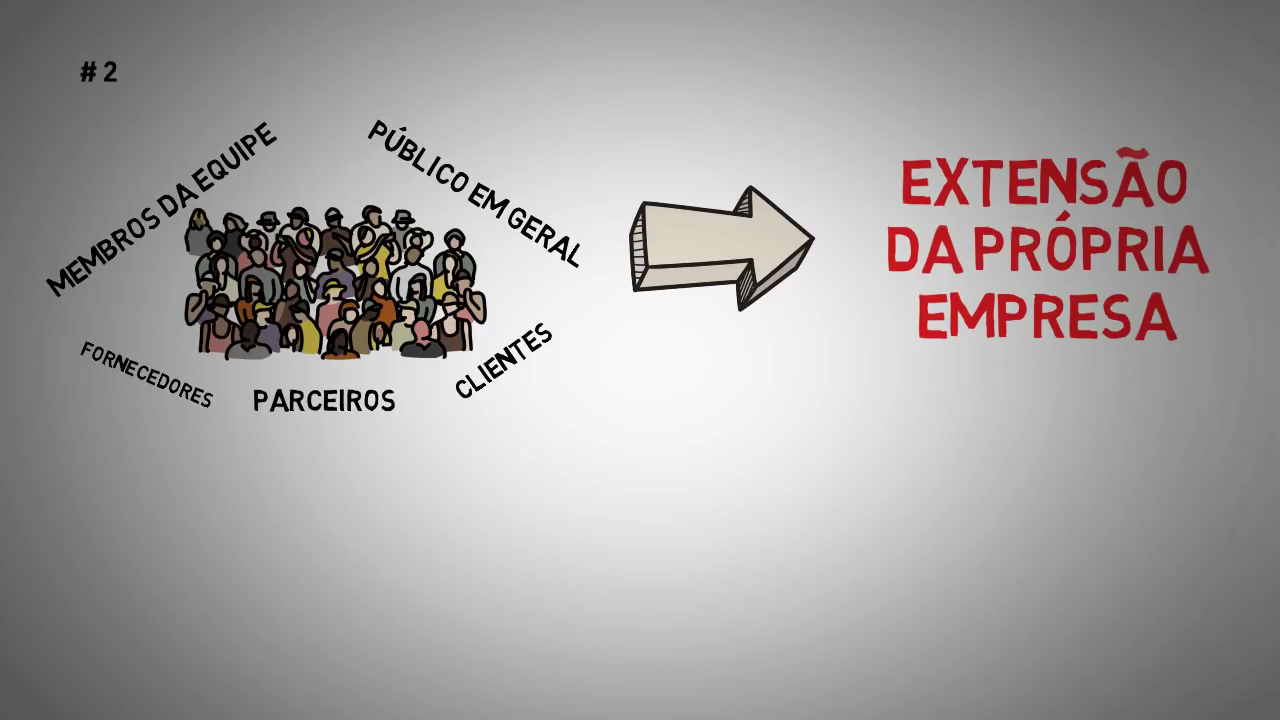 # 2
MEMBROS DA EQUIPE
PÚBLICO EM GERAL
FORNECEDORES
PARCEIROS
CLIENTES
EXTENSÃO
DA PRÓPRIA
EMPRESA